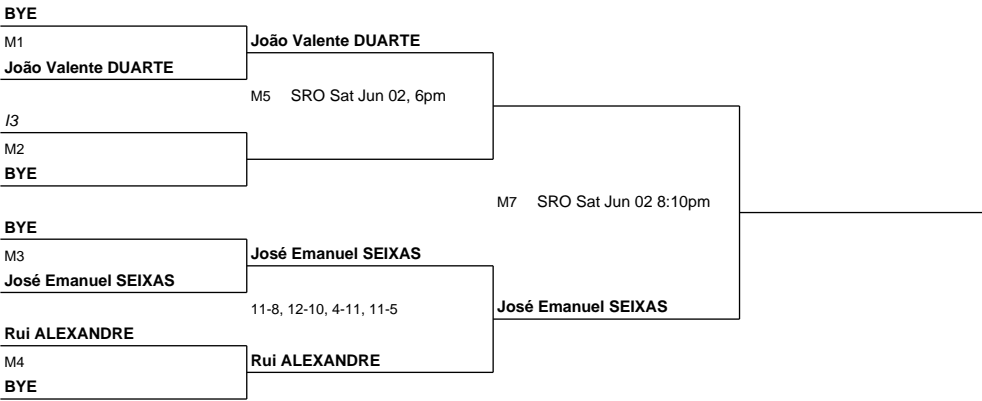 BYE
M1
João Valente DUARTE
João Valente DUARTE
M5 SRO Sat Jun 02, 6pm
I3
M2
BYE
M7 SRO Sat Jun 02 8:10pm
BYE
M3
José Emanuel SEIXAS
José Emanuel SEIXAS
11-8, 12-10, 4-11, 11-5
José Emanuel SEIXAS
Rui ALEXANDRE
M4
Rui ALEXANDRE
BYE